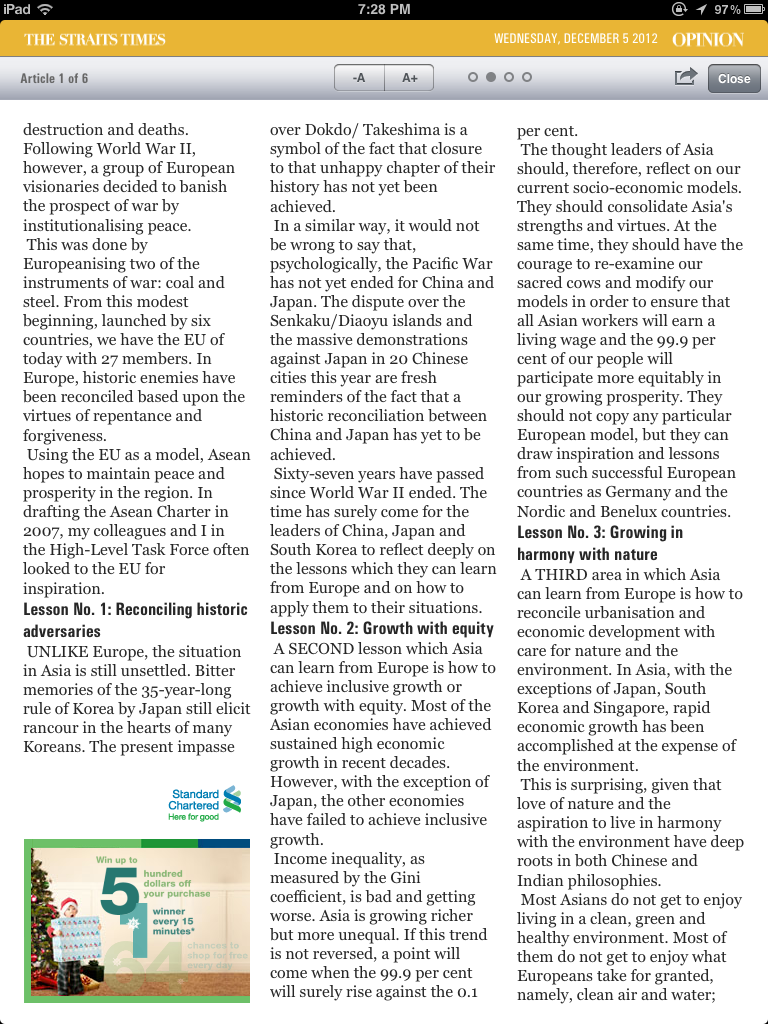 iPad
7:28 PM
97%
THE STRAITS TIMES
WEDNESDAY, DECEMBER 5 2012
OPINION
Article 1 of 6
-A
A+
Close
destruction and deaths.
Following World War II,
however, a group of European
visionaries decided to banish
the prospect of war by
institutionalising peace.
This was done by
Europeanising two of the
instruments of war: coal and
steel. From this modest
beginning, launched by six
countries, we have the EU of
today with 27 members. In
Europe, historic enemies have
been reconciled based upon the
virtues of repentance and
forgiveness.
Using the EU as a model, Asean
hopes to maintain peace and
prosperity in the region. In
drafting the Asean Charter in
2007, my colleagues and I in
the High-Level Task Force often
looked to the EU for
inspiration.
Lesson No. 1: Reconciling historic
adversaries
UNLIKE Europe, the situation
in Asia is still unsettled. Bitter
memories of the 35-year-long
rule of Korea by Japan still elicit
rancour in the hearts of many
Koreans. The present impasse
over Dokdo/ Takeshima is a
symbol of the fact that closure
to that unhappy chapter of their
history has not yet been
achieved.
In a similar way, it would not
be wrong to say that,
psychologically, the Pacific War
has not yet ended for China and
Japan. The dispute over the
Senkaku/Diaoyu islands and
the massive demonstrations
against Japan in 20 Chinese
cities this year are fresh
reminders of the fact that a
historic reconciliation between
China and Japan has yet to be
achieved.
Sixty-seven years have passed
since World War II ended. The
time has surely come for the
leaders of China, Japan and
South Korea to reflect deeply on
the lessons which they can learn
from Europe and on how to
apply them to their situations.
Lesson No. 2: Growth with equity
A SECOND lesson which Asia
can learn from Europe is how to
achieve inclusive growth or
growth with equity. Most of the
Asian economies have achieved
sustained high economic
growth in recent decades.
However, with the exception of
Japan, the other economies
have failed to achieve inclusive
growth.
Income inequality, as
measured by the Gini
coefficient, is bad and getting
worse. Asia is growing richer
but more unequal. If this trend
is not reversed, a point will
come when the 99.9 per cent
will surely rise against the 0.1
per cent.
The thought leaders of Asia
should, therefore, reflect on our
current socio-economic models.
They should consolidate Asia's
strengths and virtues. At the
same time, they should have the
courage to re-examine our
sacred cows and modify our
models in order to ensure that
all Asian workers will earn a
living wage and the 99.9 per
cent of our people will
participate more equitably in
our growing prosperity. They
should not copy any particular
European model, but they can
draw inspiration and lessons
from such successful European
countries as Germany and the
Nordic and Benelux countries.
Lesson No. 3: Growing in
harmony with nature
A THIRD area in which Asia
can learn from Europe is how to
reconcile urbanisation and
economic development with
care for nature and the
environment. In Asia, with the
exceptions of Japan, South
Korea and Singapore, rapid
economic growth has been
accomplished at the expense of
the environment.
This is surprising, given that
love of nature and the
aspiration to live in harmony
with the environment have deep
roots in both Chinese and
Indian philosophies.
Most Asians do not get to enjoy
living in a clean, green and
healthy environment. Most of
them do not get to enjoy what
Europeans take for granted,
namely, clean air and water;
Standard
Chartered
Here for good
Win up to
5 hundred
dollars off
your purchase
1 winner
every 15
minutes*
64 chances to
shop for free
every day